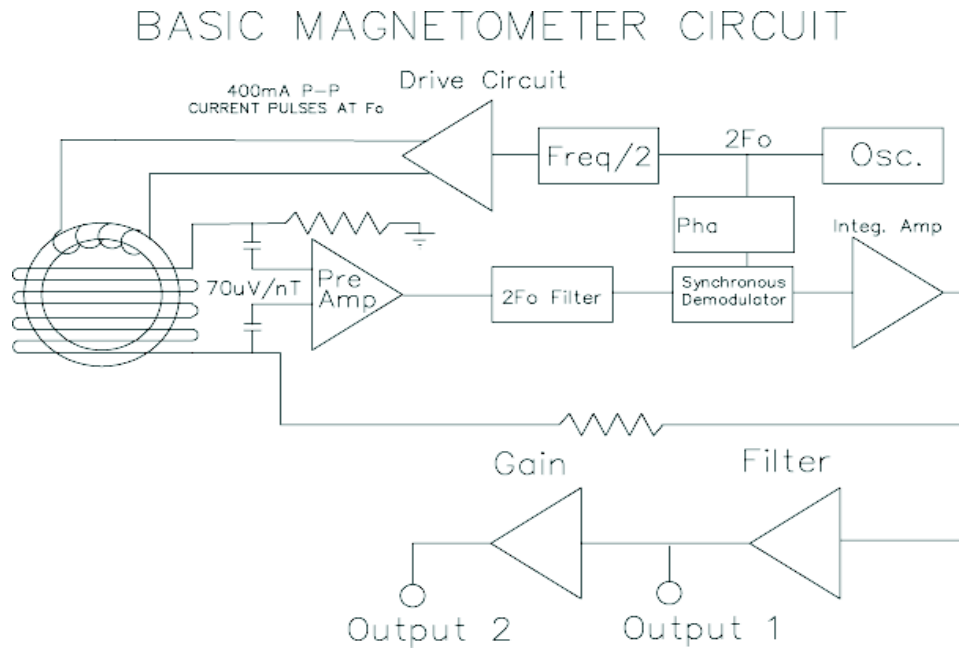 BASIC MAGNETOMETER CIRCUIT
Drive Circuit
400mA P-P
CURRENT PULSES AT Fo
Freq/2
2Fo
Osc.
Pha
Integ. Amp
70uV/nT
Pre
Amp
2Fo Filter
Synchronous
Demodulator
Gain
Filter
Output 2
Output 1